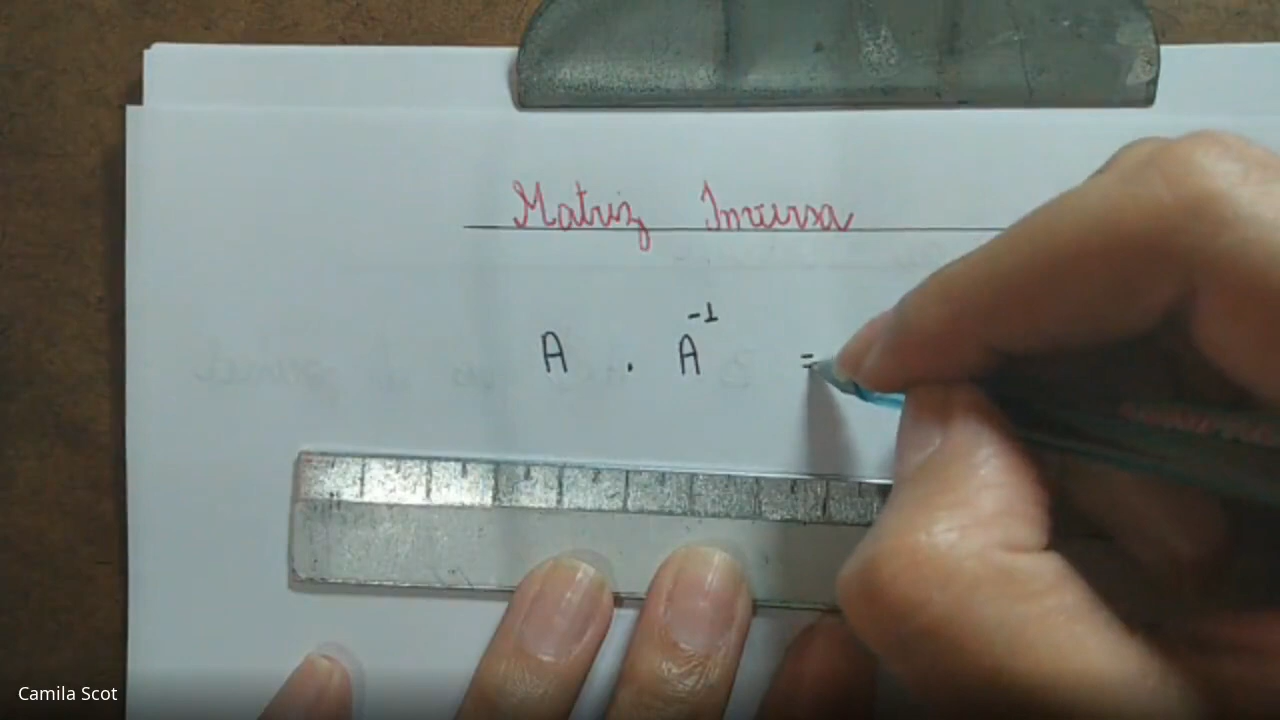 Matriz Inversa
A . A⁻¹ =
Camila Scot